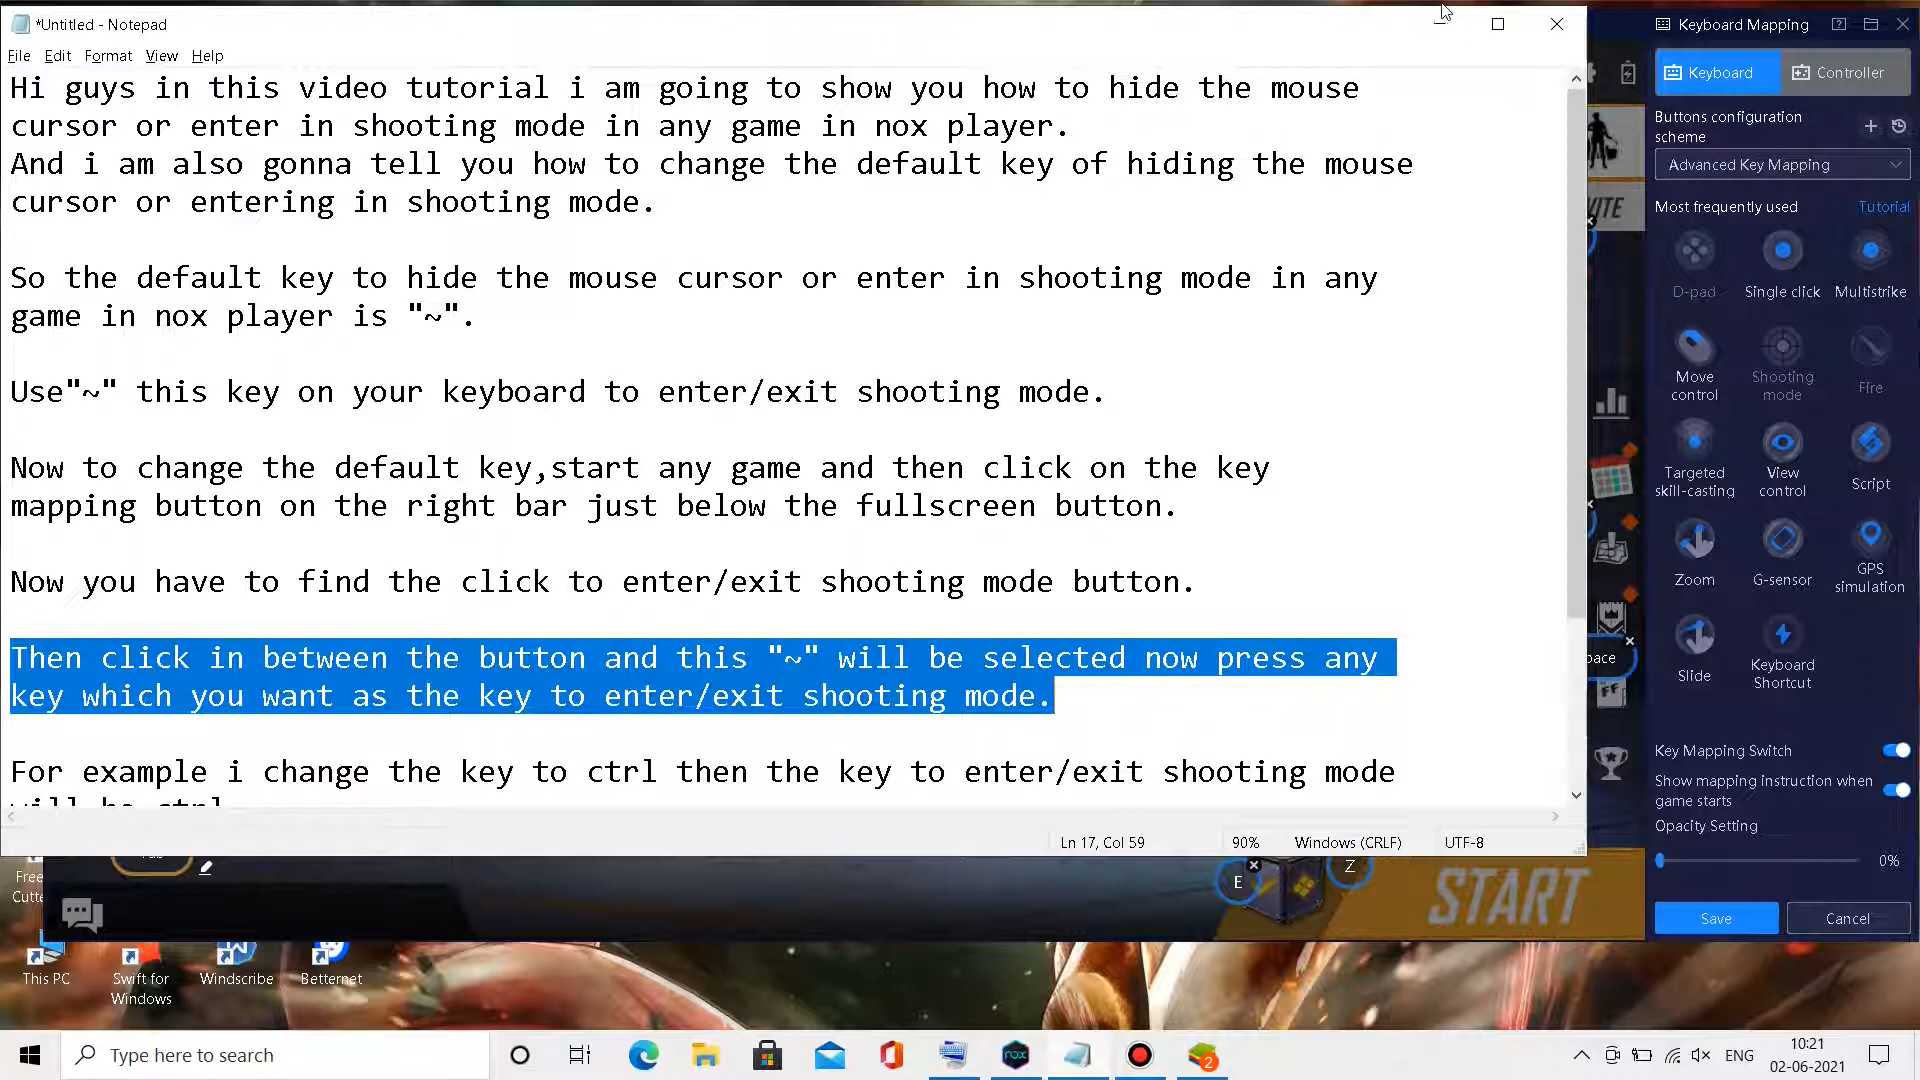 *Untitled - Notepad
File Edit Format View Help
Hi guys in this video tutorial i am going to show you how to hide the mouse
cursor or enter in shooting mode in any game in nox player.
And i am also gonna tell you how to change the default key of hiding the mouse
cursor or entering in shooting mode.
So the default key to hide the mouse cursor or enter in shooting mode in any
game in nox player is "~".
Use"~" this key on your keyboard to enter/exit shooting mode.
Now to change the default key,start any game and then click on the key
mapping button on the right bar just below the fullscreen button.
Now you have to find the click to enter/exit shooting mode button.
Then click in between the button and this "~" will be selected now press any
key which you want as the key to enter/exit shooting mode.
For example i change the key to ctrl then the key to enter/exit shooting mode
will be ctrl
Ln 17, Col 59
90%
Windows (CRLF)
UTF-8
Keyboard Mapping
Keyboard
Controller
Buttons configuration
scheme
Advanced Key Mapping
Most frequently used
Tutorial
D-pad
Single click
Multistrike
Move
control
Shooting
mode
Fire
Targeted
skill-casting
View
control
Script
Zoom
G-sensor
GPS
simulation
Slide
Keyboard
Shortcut
Key Mapping Switch
Show mapping instruction when
game starts
Opacity Setting
0%
Save
Cancel
E
Z
START
Free
This PC
Swift for
Windows
Windscribe
Betternet
Type here to search
nox
2
ENG
10:21
02-06-2021